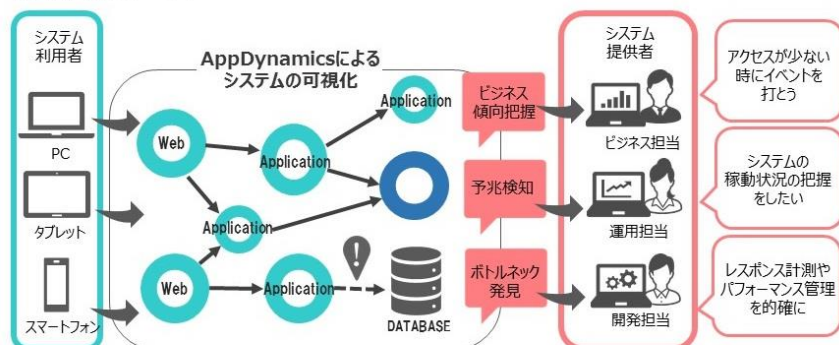 システム
利用者
PC
タブレット
スマートフォン
AppDynamicsによる
システムの可視化
Web
Application
Application
Application
Web
Application
DATABASE
ビジネス
傾向把握
予兆検知
ボトルネック
発見
システム
提供者
ビジネス担当
運用担当
開発担当
アクセスが少ない
時にイベントを
打とう
システムの
稼動状況の把握
をしたい
レスポンス計測や
パフォーマンス管理
を的確に